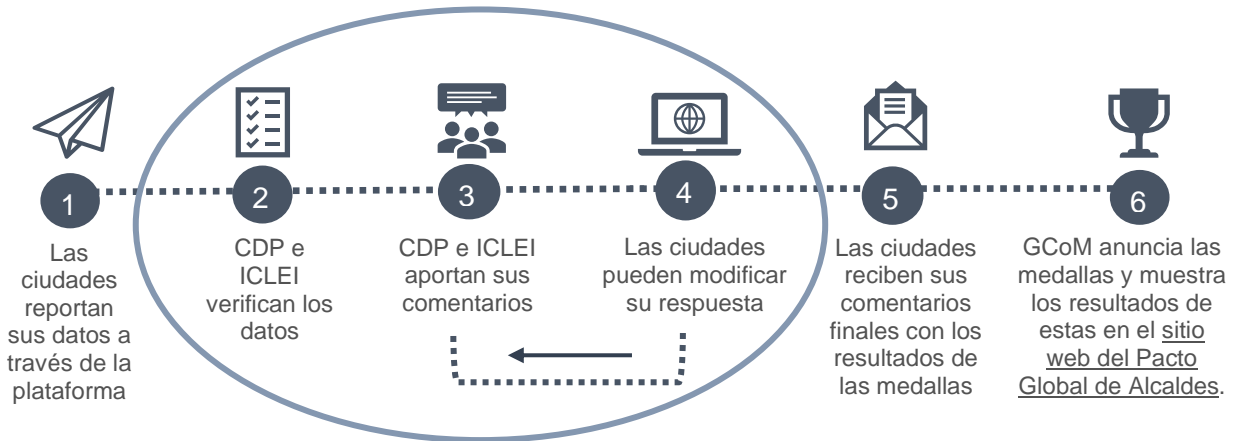 1
Las
ciudades
reportan
sus datos a
través de la
plataforma
2
CDP e
ICLEI
verifican los
datos
3
CDP e ICLEI
aportan sus
comentarios
4
Las ciudades
pueden modificar
su respuesta
5
Las ciudades
reciben sus
comentarios
finales con los
resultados de
las medallas
6
GCoM anuncia las
medallas y muestra
los resultados de
estas en el sitio
web del Pacto
Global de Alcaldes.